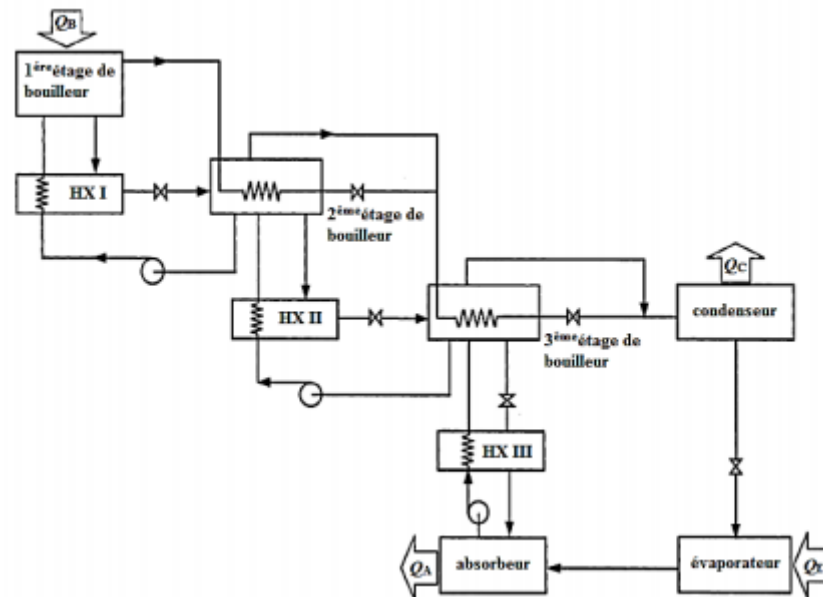 QB
1ère étage de
bouilleur
HX I
2ème étage de
bouilleur
HX II
3ème étage de
bouilleur
QC
condenseur
HX III
QA
absorbeur
évaporateur